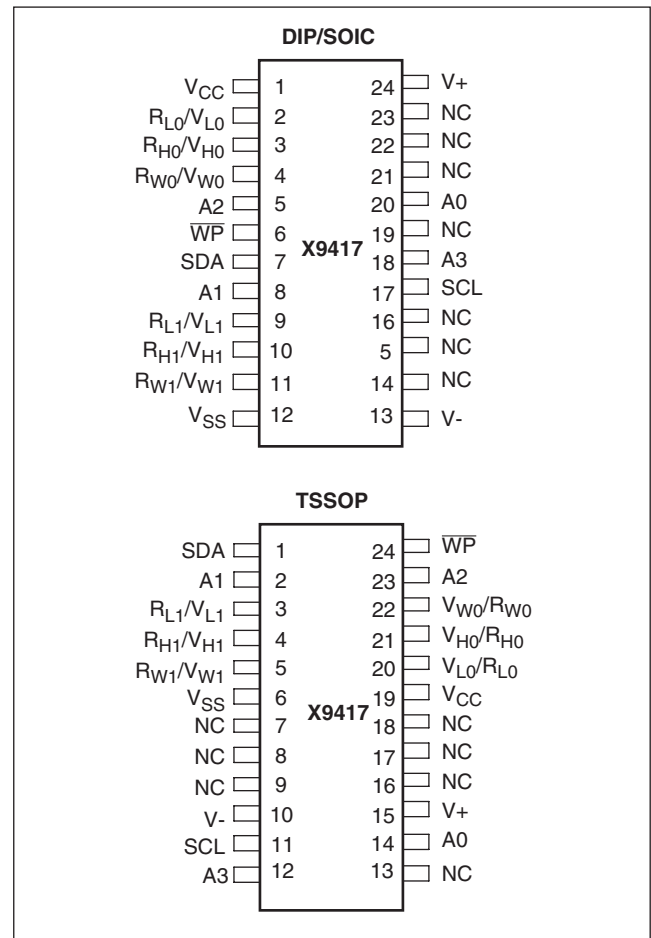 DIP/SOIC
VCC 1 24 V+
RL0/VL0 2 23 NC
RH0/VH0 3 22 NC
RW0/VW0 4 21 NC
A2 5 20 A0
WP 6 19 NC
X9417
SDA 7 18 A3
A1 8 17 SCL
RL1/VL1 9 16 NC
RH1/VH1 10 5 NC
RW1/VW1 11 14 NC
VSS 12 13 V-
TSSOP
SDA 1 24 WP
A1 2 23 A2
RL1/VL1 3 22 VW0/RW0
RH1/VH1 4 21 VH0/RH0
RW1/VW1 5 20 VL0/RL0
VSS 6 19 VCC
X9417
NC 7 18 NC
NC 8 17 NC
NC 9 16 NC
V- 10 15 V+
SCL 11 14 A0
A3 12 13 NC